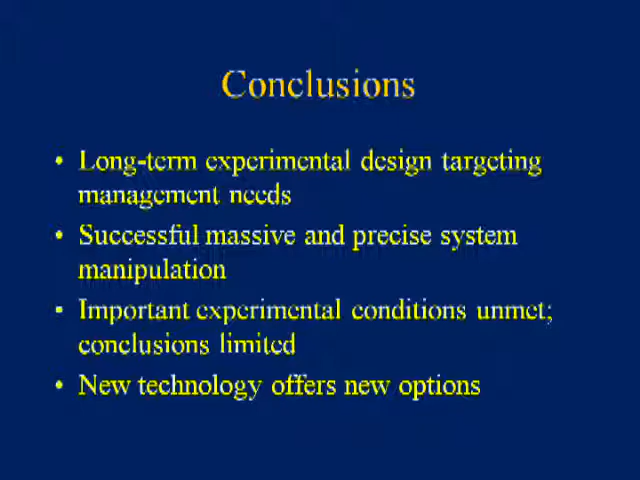 Conclusions
• Long-term experimental design targeting
management needs
• Successful massive and precise system
manipulation
• Important experimental conditions unmet;
conclusions limited
• New technology offers new options